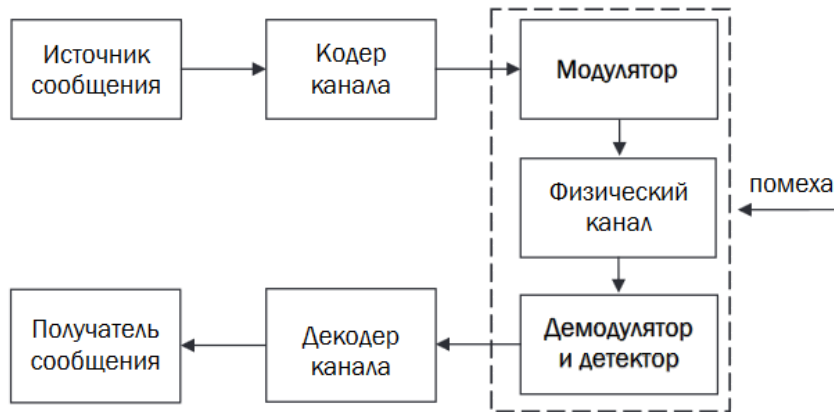 Источник
сообщения
Кодер
канала
Модулятор
Физический
канал
помеха
Получатель
сообщения
Декодер
канала
Демодулятор
и детектор